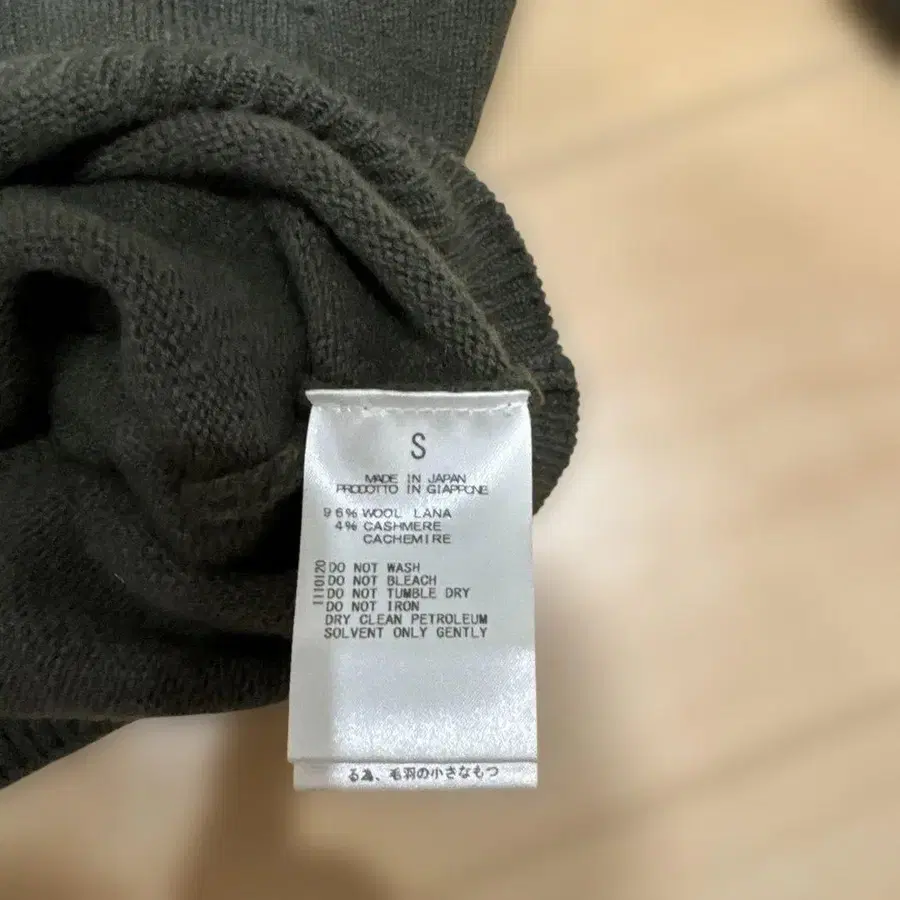 S
MADE IN JAPAN
PRODOTTO IN GIAPPONE
96% WOOL LANA
4% CASHMERE
CACHEMIRE
1110120
DO NOT WASH
DO NOT BLEACH
DO NOT TUMBLE DRY
DO NOT IRON
DRY CLEAN PETROLEUM
SOLVENT ONLY GENTLY
る為、毛羽の小さなもつ